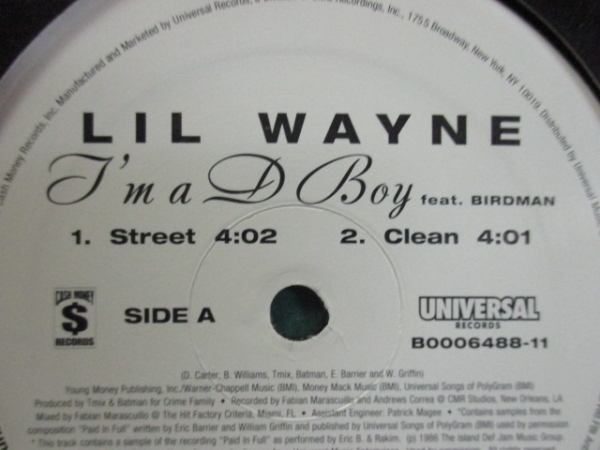 Cash Money Records, Inc. Manufactured and Marketed by Universal Records, a Recordings, Inc., 1755 Broadway, New York, NY 10019. Distributed by Universal
LIL WAYNE
I'm a D Boy feat. BIRDMAN
1. Street 4:02 2. Clean 4:01
CASH MONEY
$
RECORDS
SIDE A
UNIVERSAL
RECORDS
B0006488-11
(D. Carter, B. Williams, Tmix, Batman, E. Barrier and W. Griffin)
Young Money Publishing, Inc./Warner-Chappell Music (BMI), Money Mack Music (BMI), Universal Songs of PolyGram (BMI)
Produced by Tmix & Batman for Crime Family • Recorded by Fabian Marasciullo and Andrews Correa @ CMR Studios, New Orleans, LA
Mixed by Fabian Marasciullo @ The Hit Factory Criteria, Miami, FL • Assistant Engineer: Patrick Magee • *Contains samples from the
composition "Paid In Full" written by Eric Barrier and William Griffin and published by Universal Songs of PolyGram (BMI) used by permission
* This track contains a sample of the recording "Paid In Full" as performed by Eric B. & Rakim. (p) 1986 The Island Def Jam Music Group.